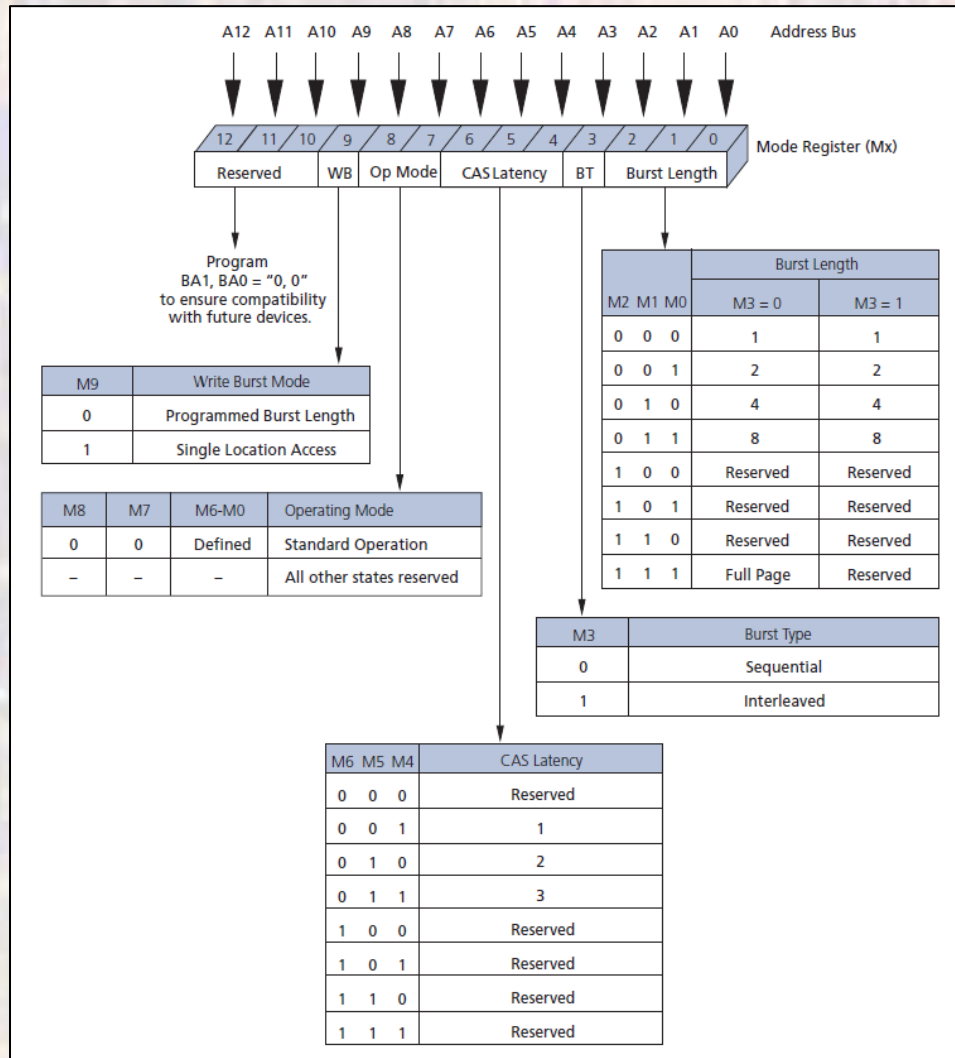 A12 A11 A10 A9 A8 A7 A6 A5 A4 A3 A2 A1 A0 Address Bus
12 11 10 9 8 7 6 5 4 3 2 1 0
Mode Register (Mx)
Reserved WB Op Mode CAS Latency BT Burst Length
Program
BA1, BA0 = “0, 0”
to ensure compatibility
with future devices.
Burst Length
M2 M1 M0 M3 = 0 M3 = 1
0 0 0 1 1
0 0 1 2 2
0 1 0 4 4
0 1 1 8 8
1 0 0 Reserved Reserved
1 0 1 Reserved Reserved
1 1 0 Reserved Reserved
1 1 1 Full Page Reserved
M9 Write Burst Mode
0 Programmed Burst Length
1 Single Location Access
M8 M7 M6-M0 Operating Mode
0 0 Defined Standard Operation
– – – All other states reserved
M3 Burst Type
0 Sequential
1 Interleaved
M6 M5 M4 CAS Latency
0 0 0 Reserved
0 0 1 1
0 1 0 2
0 1 1 3
1 0 0 Reserved
1 0 1 Reserved
1 1 0 Reserved
1 1 1 Reserved